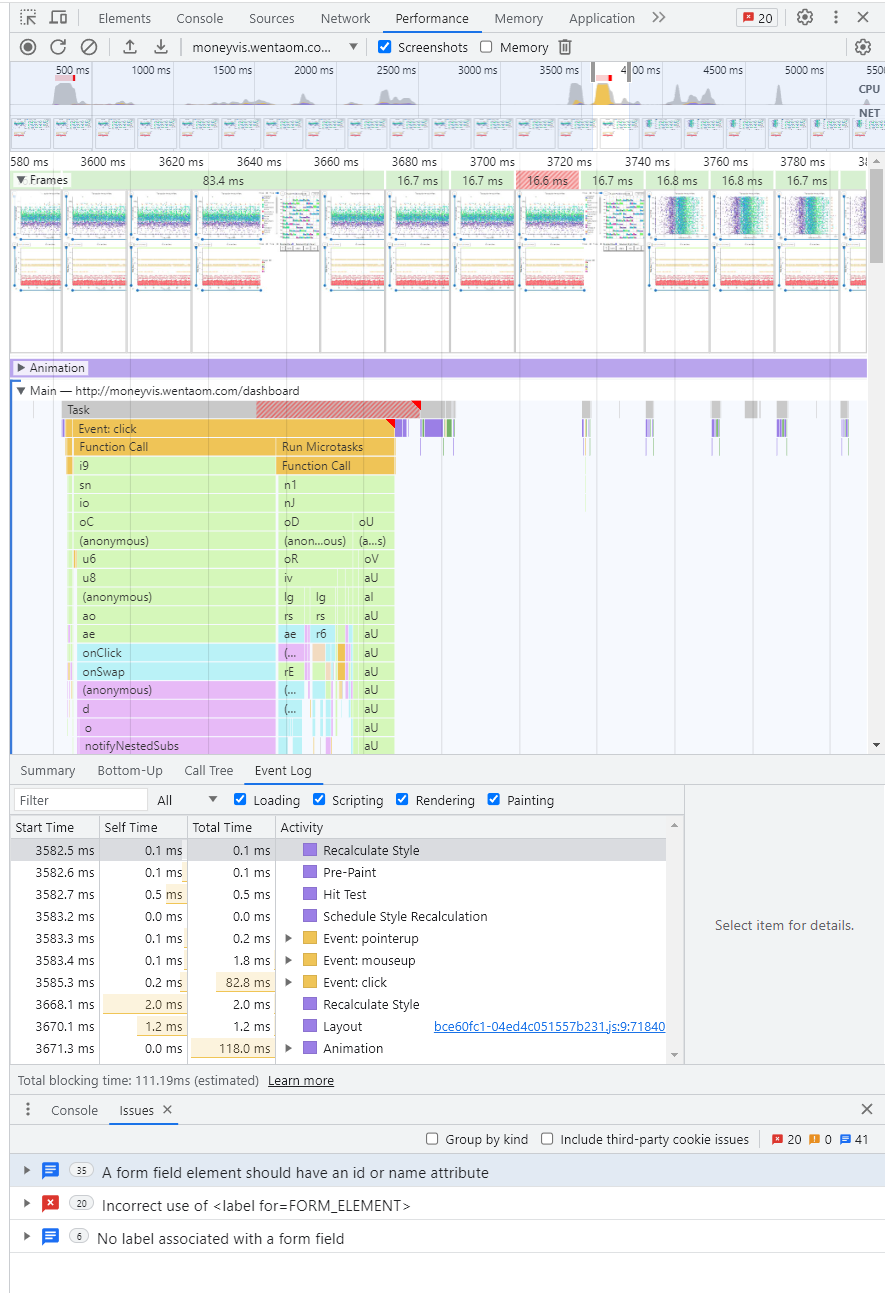 Elements Console Sources Network Performance Memory Application 20
moneyvis.wentaom.co... Screenshots Memory
500 ms 1000 ms 1500 ms 2000 ms 2500 ms 3000 ms 3500 ms 4500 ms 5000 ms
CPU
NET
580 ms 3600 ms 3620 ms 3640 ms 3660 ms 3680 ms 3700 ms 3720 ms 3740 ms 3760 ms 3780 ms
Frames 83.4 ms 16.7 ms 16.7 ms 16.6 ms 16.7 ms 16.8 ms 16.8 ms 16.7 ms
Animation
Main — http://moneyvis.wentaom.com/dashboard
Task
Event: click
Function Call Run Microtasks
i9 Function Call
sn n1
io nJ
oC oD oU
(anonymous) (anon...ous) (a...s)
u6 oR oV
u8 iv aU
(anonymous) lg lg al
ao rs rs aU
ae ae r6 aU
onClick (... aU
onSwap rE aU
(anonymous) (... aU
d (... aU
o aU
notifyNestedSubs aU
Summary Bottom-Up Call Tree Event Log
Filter All Loading Scripting Rendering Painting
Start Time Self Time Total Time Activity
3582.5 ms 0.1 ms 0.1 ms Recalculate Style
3582.6 ms 0.1 ms 0.1 ms Pre-Paint
3582.7 ms 0.5 ms 0.5 ms Hit Test
3583.2 ms 0.0 ms 0.0 ms Schedule Style Recalculation
3583.3 ms 0.1 ms 0.2 ms Event: pointerup
3583.4 ms 0.1 ms 1.8 ms Event: mouseup
3585.3 ms 0.2 ms 82.8 ms Event: click
3668.1 ms 2.0 ms 2.0 ms Recalculate Style
3670.1 ms 1.2 ms 1.2 ms Layout bce60fc1-04ed4c051557b231.js:9:71840
3671.3 ms 0.0 ms 118.0 ms Animation
Select item for details.
Total blocking time: 111.19ms (estimated) Learn more
Console Issues
Group by kind Include third-party cookie issues 20 0 41
35 A form field element should have an id or name attribute
20 Incorrect use of <label for=FORM_ELEMENT>
6 No label associated with a form field